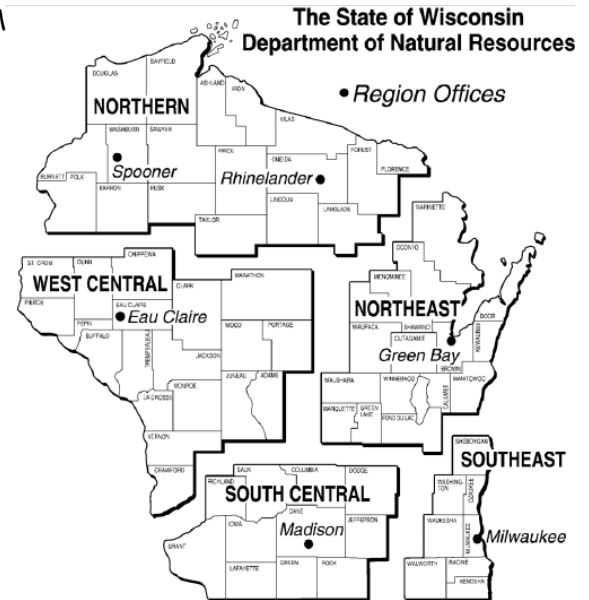 The State of Wisconsin
Department of Natural Resources
Region Offices
DOUGLAS
BAYFIELD
ASHLAND
IRON
NORTHERN
VILAS
WASHBURN
SAWYER
PRICE
ONEIDA
FOREST
FLORENCE
Spooner
Rhinelander
BURNETT
POLK
BARRON
RUSK
LINCOLN
LANGLADE
TAYLOR
MARINETTE
OCONTO
CHIPPEWA
ST. CROIX
DUNN
WEST CENTRAL
CLARK
MARATHON
MENOMINEE
PIERCE
EAU CLAIRE
Eau Claire
NORTHEAST
DOOR
PEPIN
BUFFALO
TREMPEALEAU
JACKSON
WOOD
PORTAGE
WAUPACA
SHAWANO
OUTAGAMIE
KEWAUNEE
Green Bay
BROWN
MONROE
JUNEAU
ADAMS
LA CROSSE
WAUSHARA
WINNEBAGO
CALUMET
MANITOWOC
MARQUETTE
GREEN
LAKE
FOND DU LAC
VERNON
CRAWFORD
SHEBOYGAN
SOUTHEAST
RICHLAND
SAUK
COLUMBIA
DODGE
SOUTH CENTRAL
WASHING-
TON
OZAUKEE
DANE
IOWA
Madison
JEFFERSON
WAUKESHA
MILWAUKEE
Milwaukee
GRANT
LAFAYETTE
GREEN
ROCK
WALWORTH
RACINE
KENOSHA